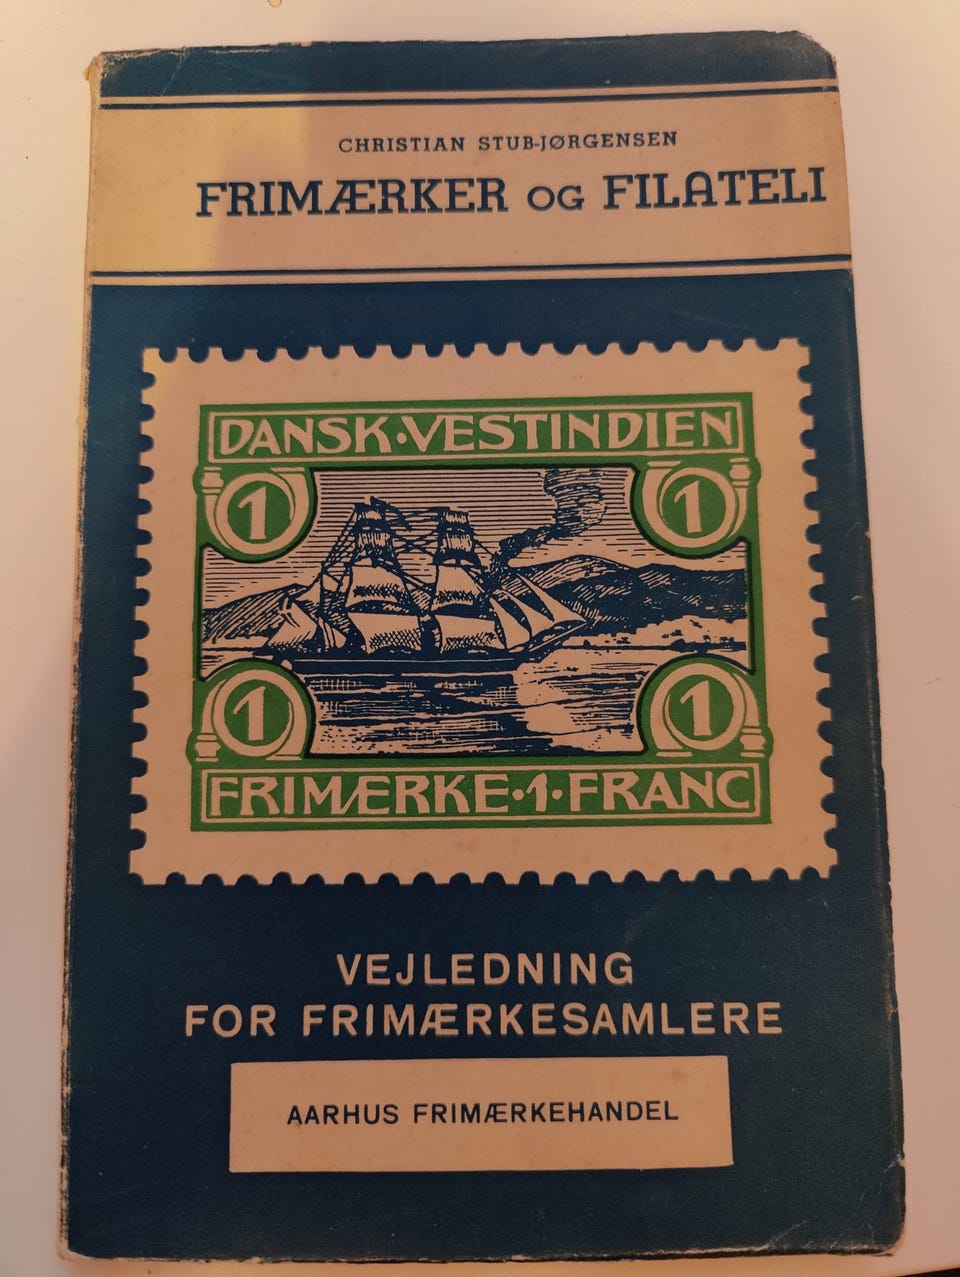 CHRISTIAN STUB-JØRGENSEN
FRIMÆRKER OG FILATELI
DANSK·VESTINDIEN
1 1
1 1
FRIMÆRKE·1·FRANC
VEJLEDNING
FOR FRIMÆRKESAMLERE
AARHUS FRIMÆRKEHANDEL